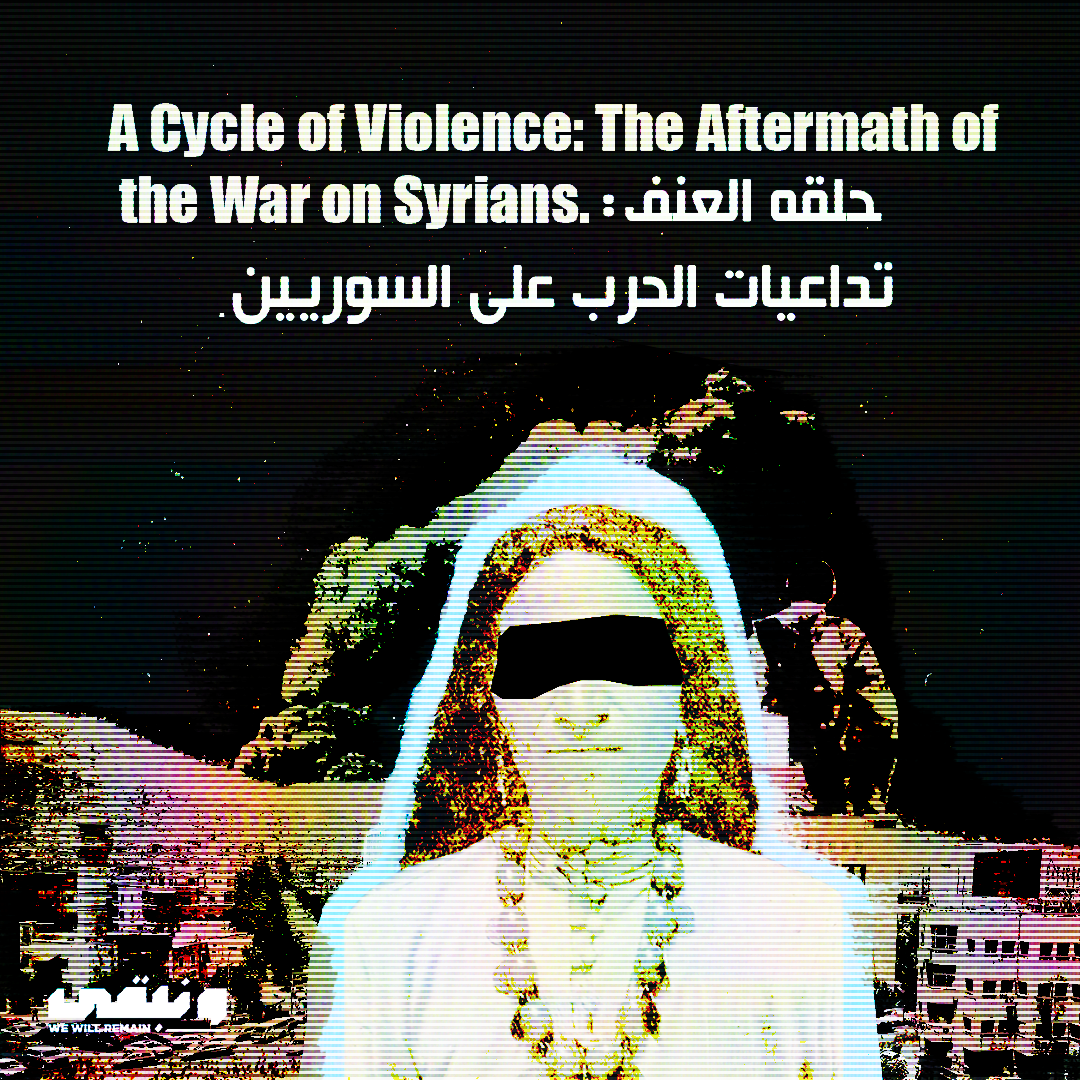 A Cycle of Violence: The Aftermath of
the War on Syrians. حلقه العنف :
تداعيات الحرب على السوريين.
ونبقى
WE WILL REMAIN